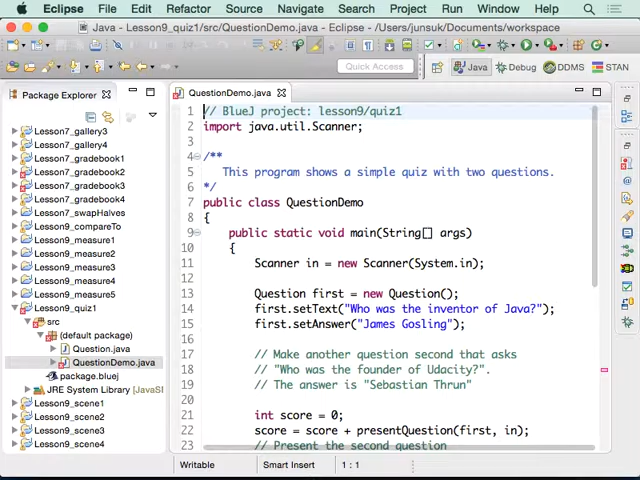 Eclipse File Edit Refactor Source Navigate Search Project Run Window Help
Java - Lesson9_quiz1/src/QuestionDemo.java - Eclipse - /Users/junsuk/Documents/workspace
Quick Access
Java
Debug
DDMS
STAN
Package Explorer
Lesson7_gallery3
Lesson7_gallery4
Lesson7_gradebook1
Lesson7_gradebook2
Lesson7_gradebook3
Lesson7_gradebook4
Lesson7_swapHalves
Lesson9_compareTo
Lesson9_measure1
Lesson9_measure2
Lesson9_measure3
Lesson9_measure4
Lesson9_measure5
Lesson9_quiz1
src
(default package)
Question.java
QuestionDemo.java
package.bluej
JRE System Library [JavaSI
Lesson9_scene1
Lesson9_scene2
Lesson9_scene3
Lesson9_scene4
QuestionDemo.java
1 // BlueJ project: lesson9/quiz1
2 import java.util.Scanner;
3
4 /**
5 This program shows a simple quiz with two questions.
6 */
7 public class QuestionDemo
8 {
9 public static void main(String[] args)
10 {
11 Scanner in = new Scanner(System.in);
12
13 Question first = new Question();
14 first.setText("Who was the inventor of Java?");
15 first.setAnswer("James Gosling");
16
17 // Make another question second that asks
18 // "Who was the founder of Udacity?".
19 // The answer is "Sebastian Thrun"
20
21 int score = 0;
22 score = score + presentQuestion(first, in);
23 // Present the second question
Writable
Smart Insert
1 : 1